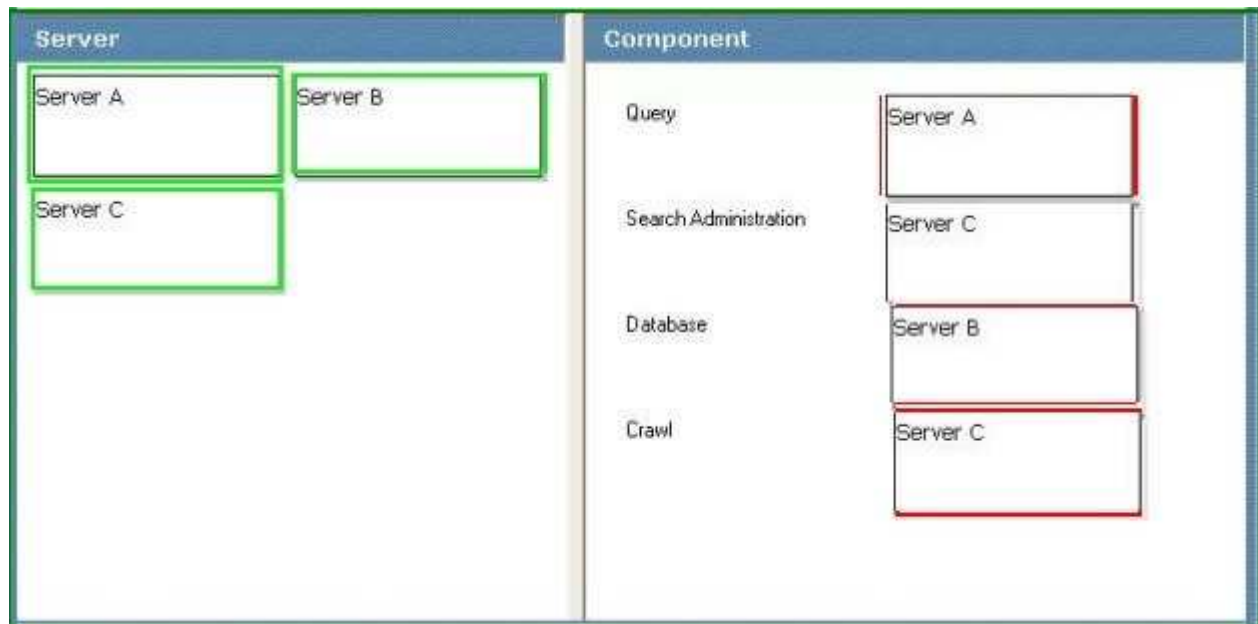 Server
Component
Server A
Server B
Server C
Query
Server A
Search Administration
Server C
Database
Server B
Crawl
Server C